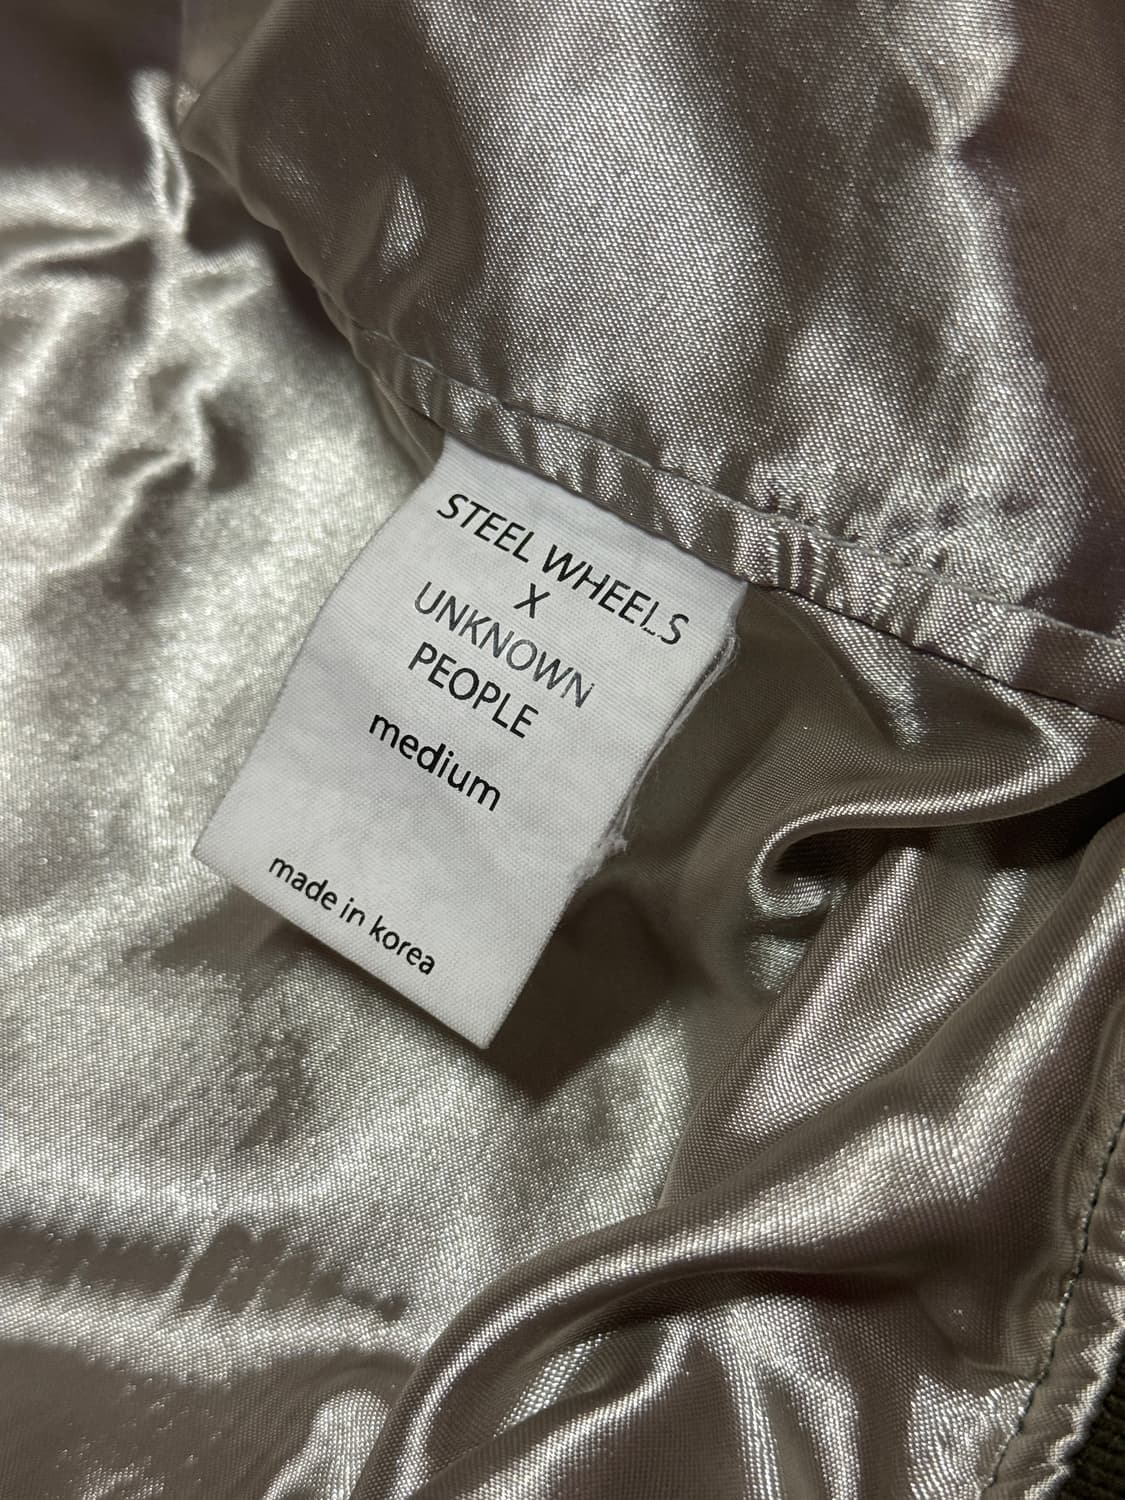 STEEL WHEELS
X
UNKNOWN
PEOPLE
medium
made in korea